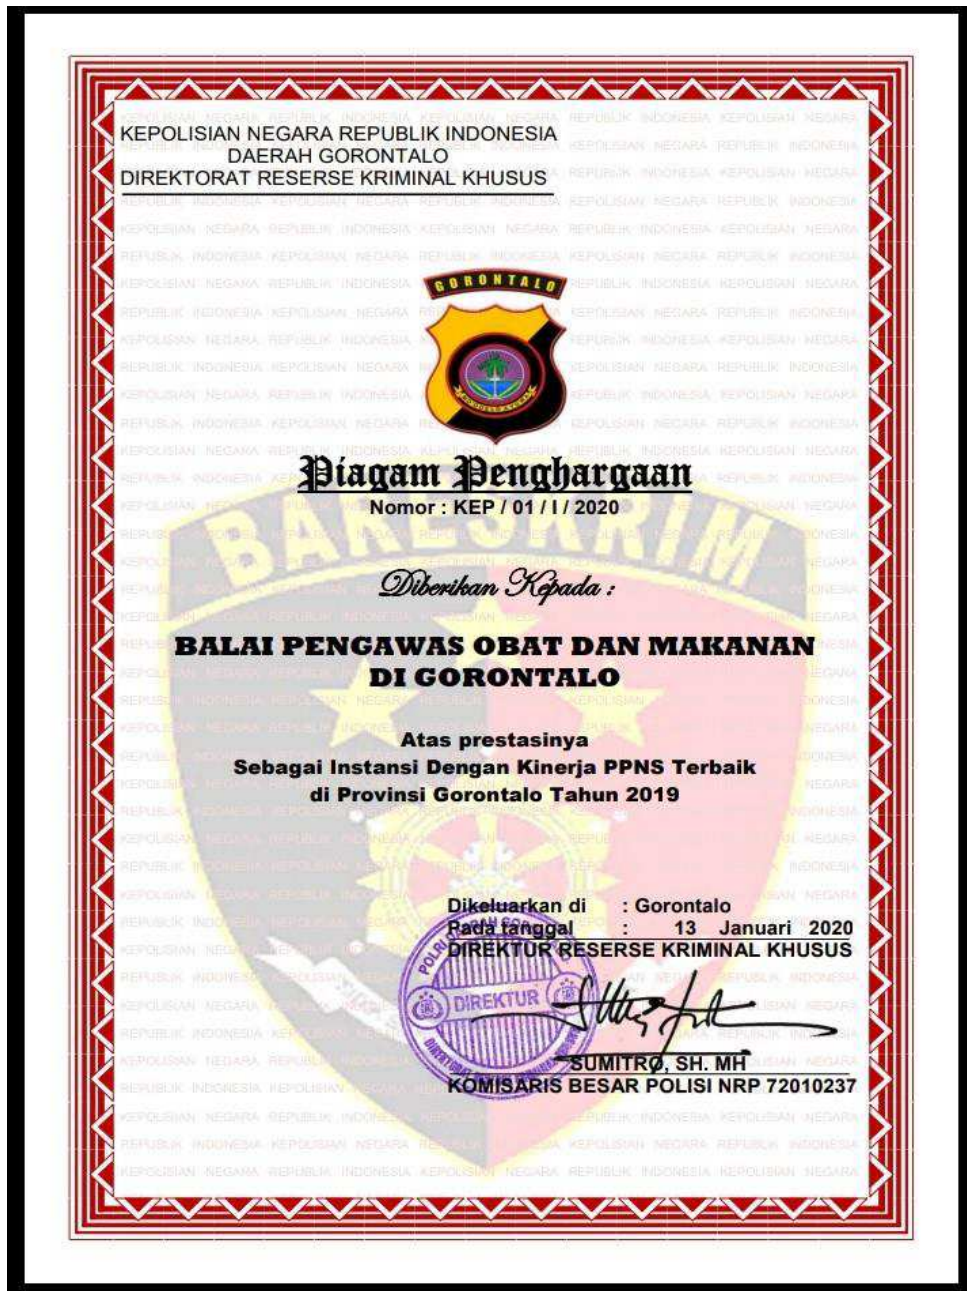 KEPOLISIAN NEGARA REPUBLIK INDONESIA
DAERAH GORONTALO
DIREKTORAT RESERSE KRIMINAL KHUSUS
GORONTALO
Piagam Penghargaan
Nomor : KEP / 01 / I / 2020
BARESKRIM
Diberikan Kepada :
BALAI PENGAWAS OBAT DAN MAKANAN
DI GORONTALO
Atas prestasinya
Sebagai Instansi Dengan Kinerja PPNS Terbaik
di Provinsi Gorontalo Tahun 2019
Dikeluarkan di : Gorontalo
Pada tanggal : 13 Januari 2020
DIREKTUR RESERSE KRIMINAL KHUSUS
POLRI DAERAH GORONTALO
DIREKTUR
SUMITRO, SH. MH
KOMISARIS BESAR POLISI NRP 72010237